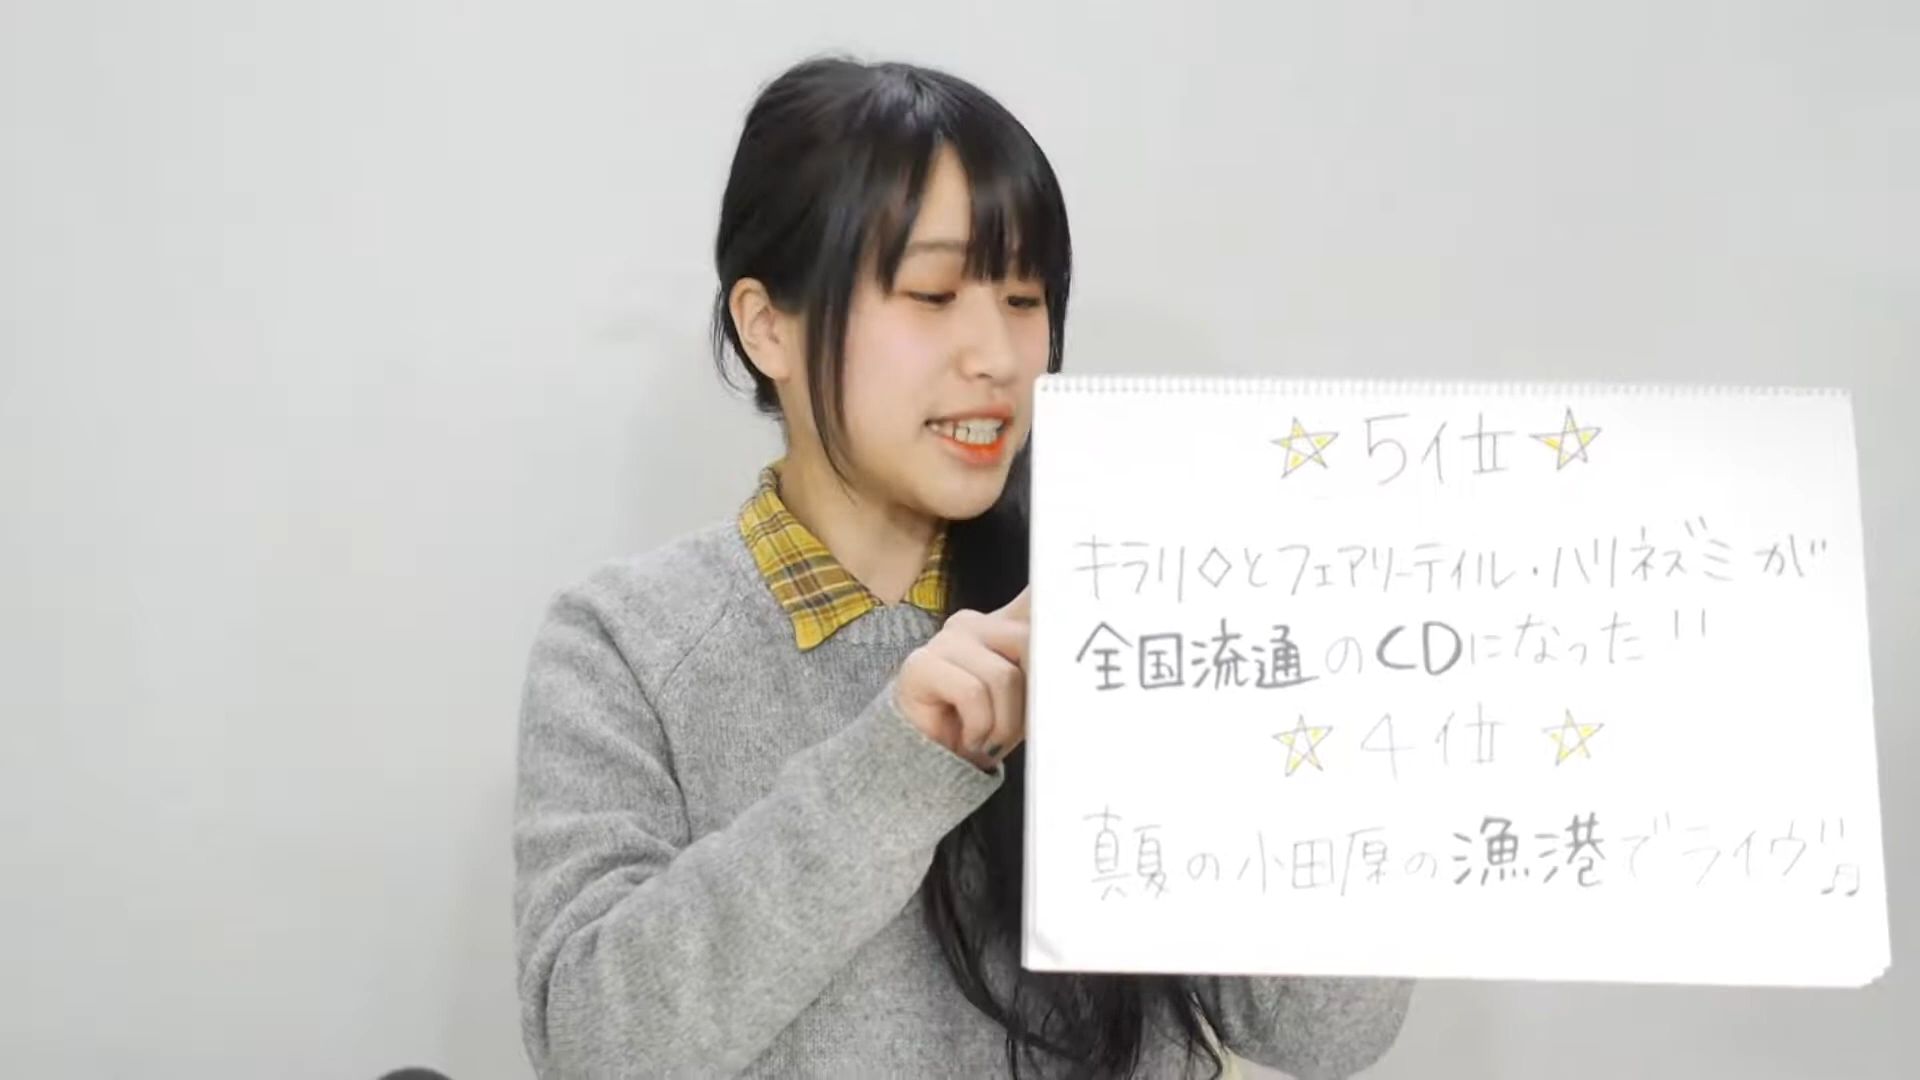 ☆5位☆
キラリ◇とフェアリーテイル・ハリネズミが
全国流通のCDになった!!
☆4位☆
真夏の小田原の漁港でライヴ!!♫